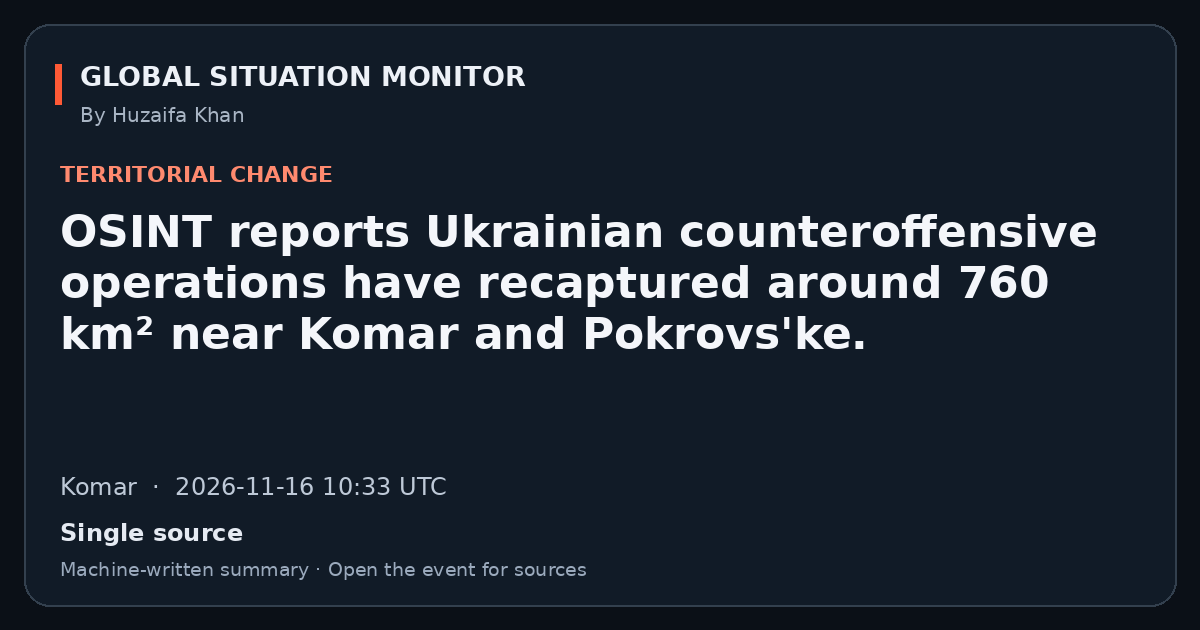 GLOBAL SITUATION MONITOR
By Huzaifa Khan
TERRITORIAL CHANGE
OSINT reports Ukrainian counteroffensive
operations have recaptured around 760
km² near Komar and Pokrovs'ke.
Komar · 2026-11-16 10:33 UTC
Single source
Machine-written summary · Open the event for sources